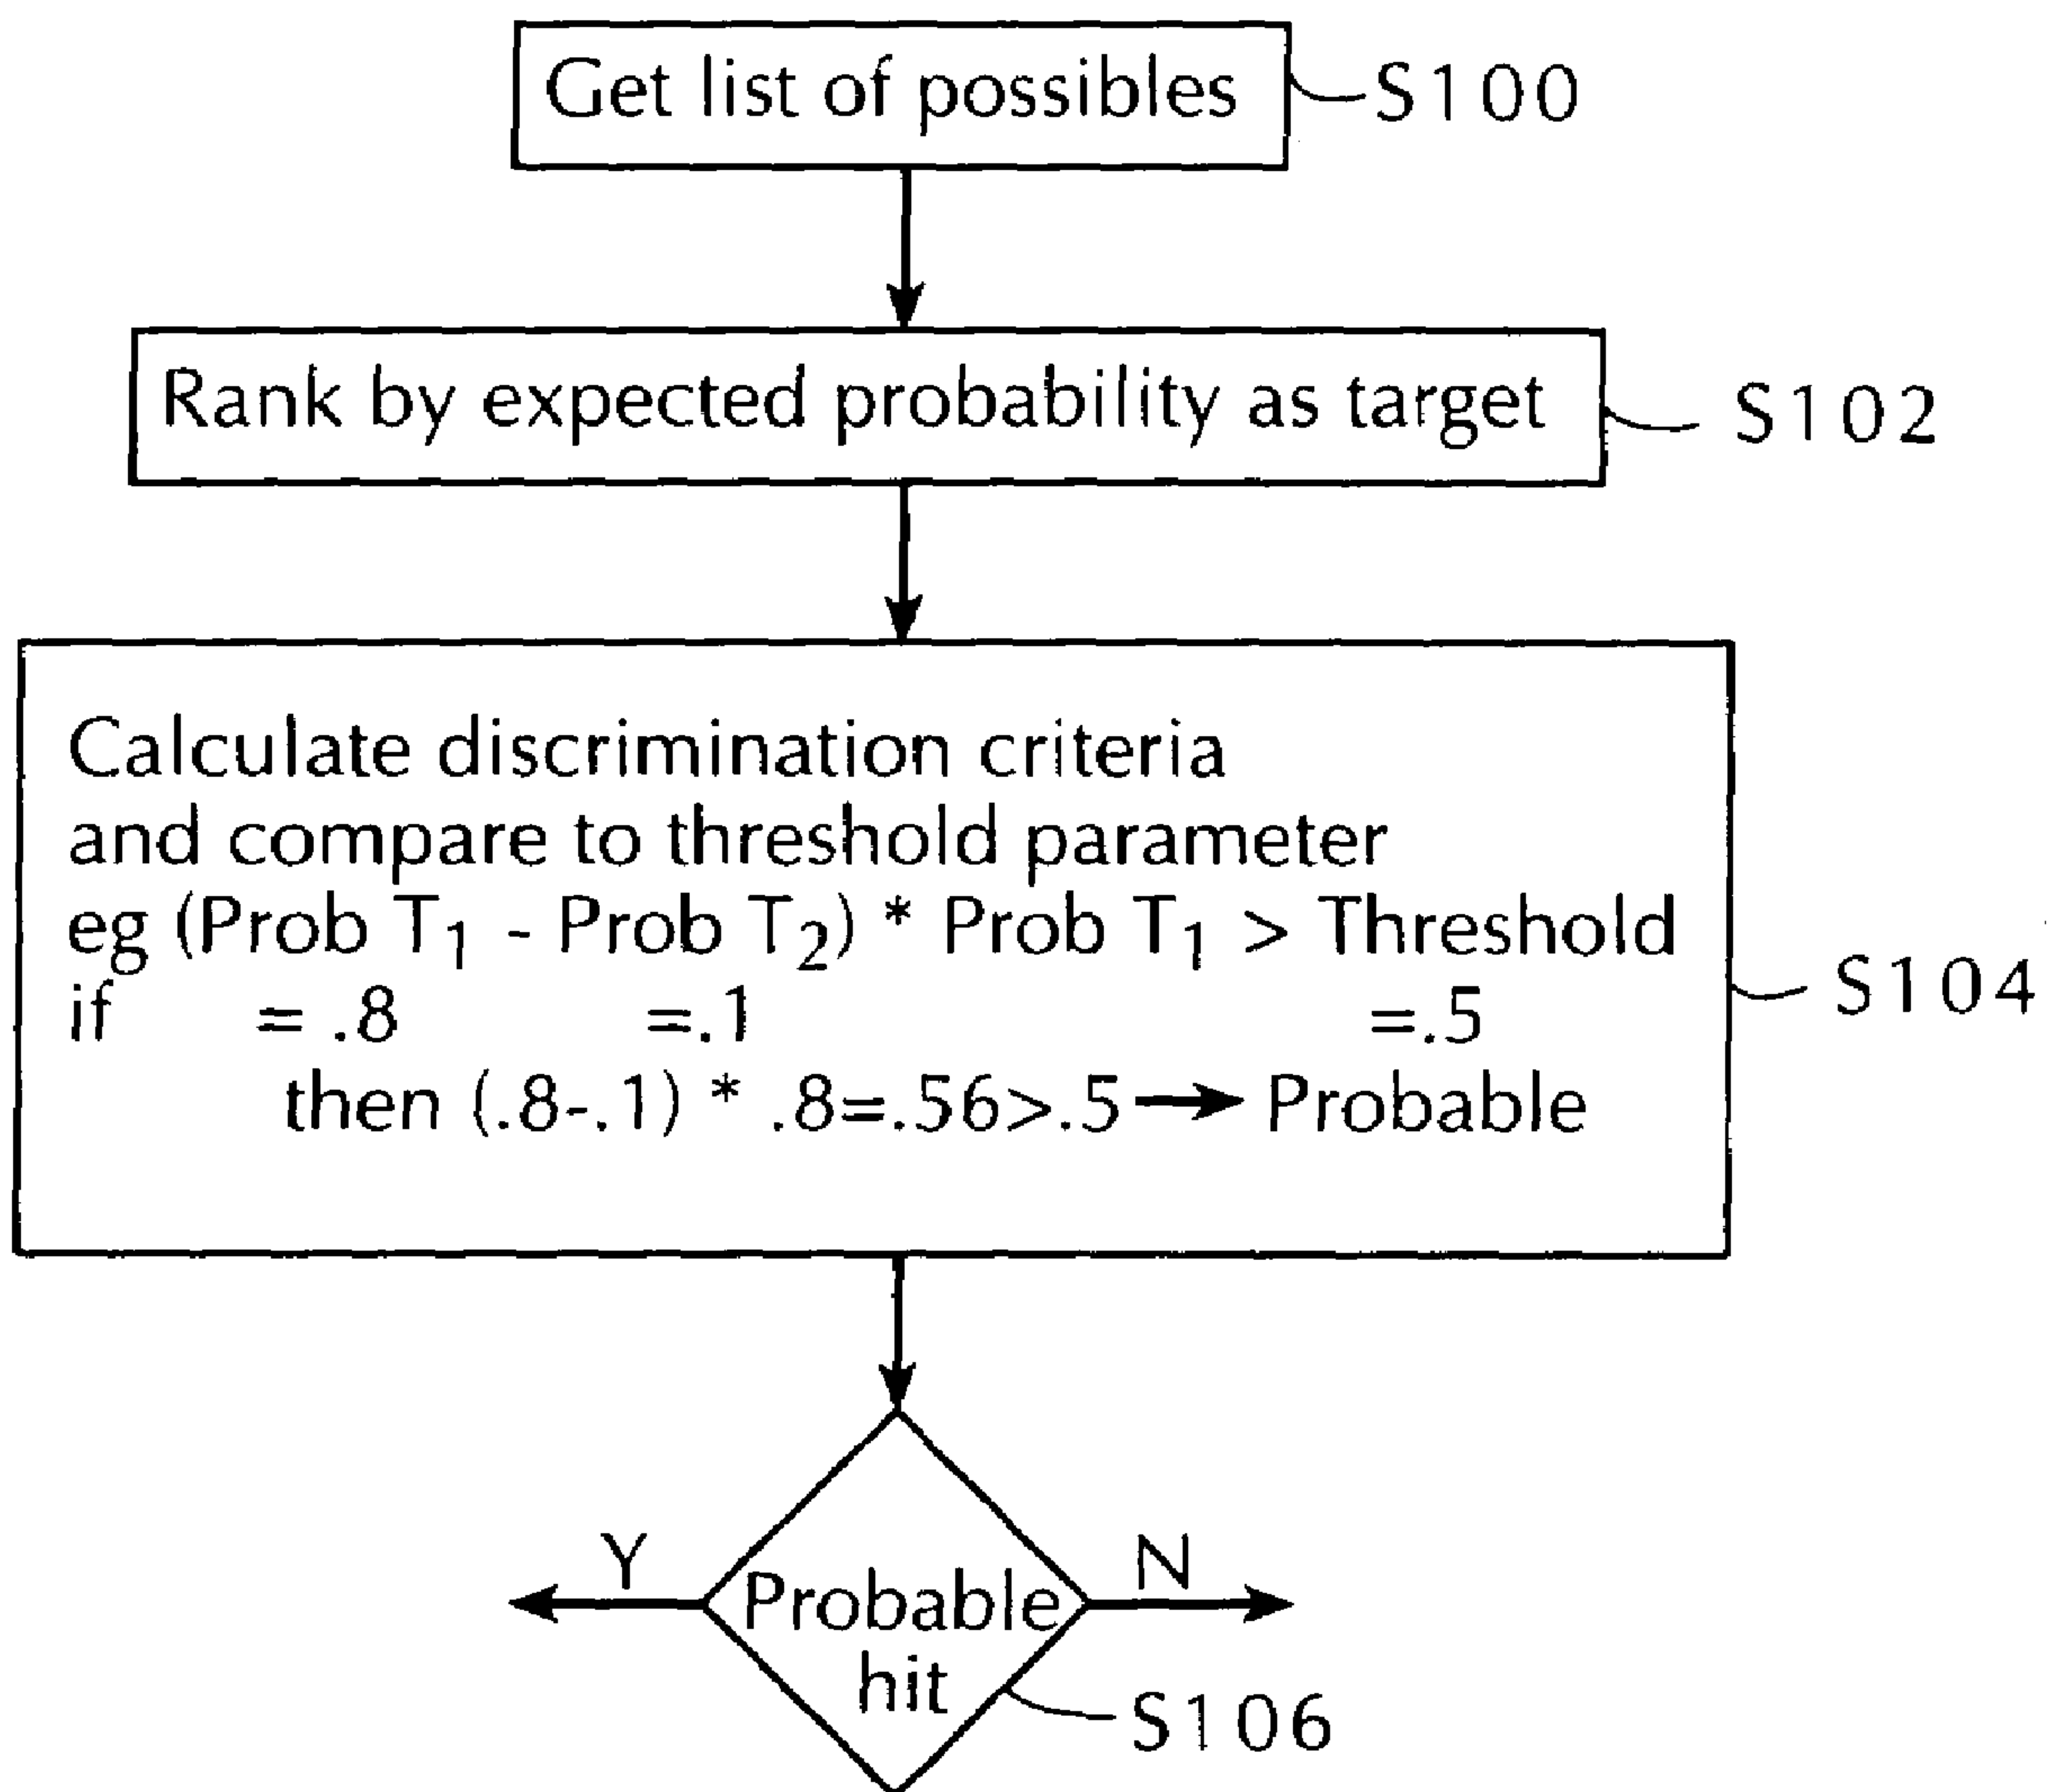 Get list of possibles
S100
Rank by expected probability as target
S102
Calculate discrimination criteria
and compare to threshold parameter
eg (Prob T1 - Prob T2) * Prob T1 > Threshold
if = .8 =.1 =.5
then (.8-.1) * .8=.56>.5 → Probable
S104
Y
N
Probable
hit
S106